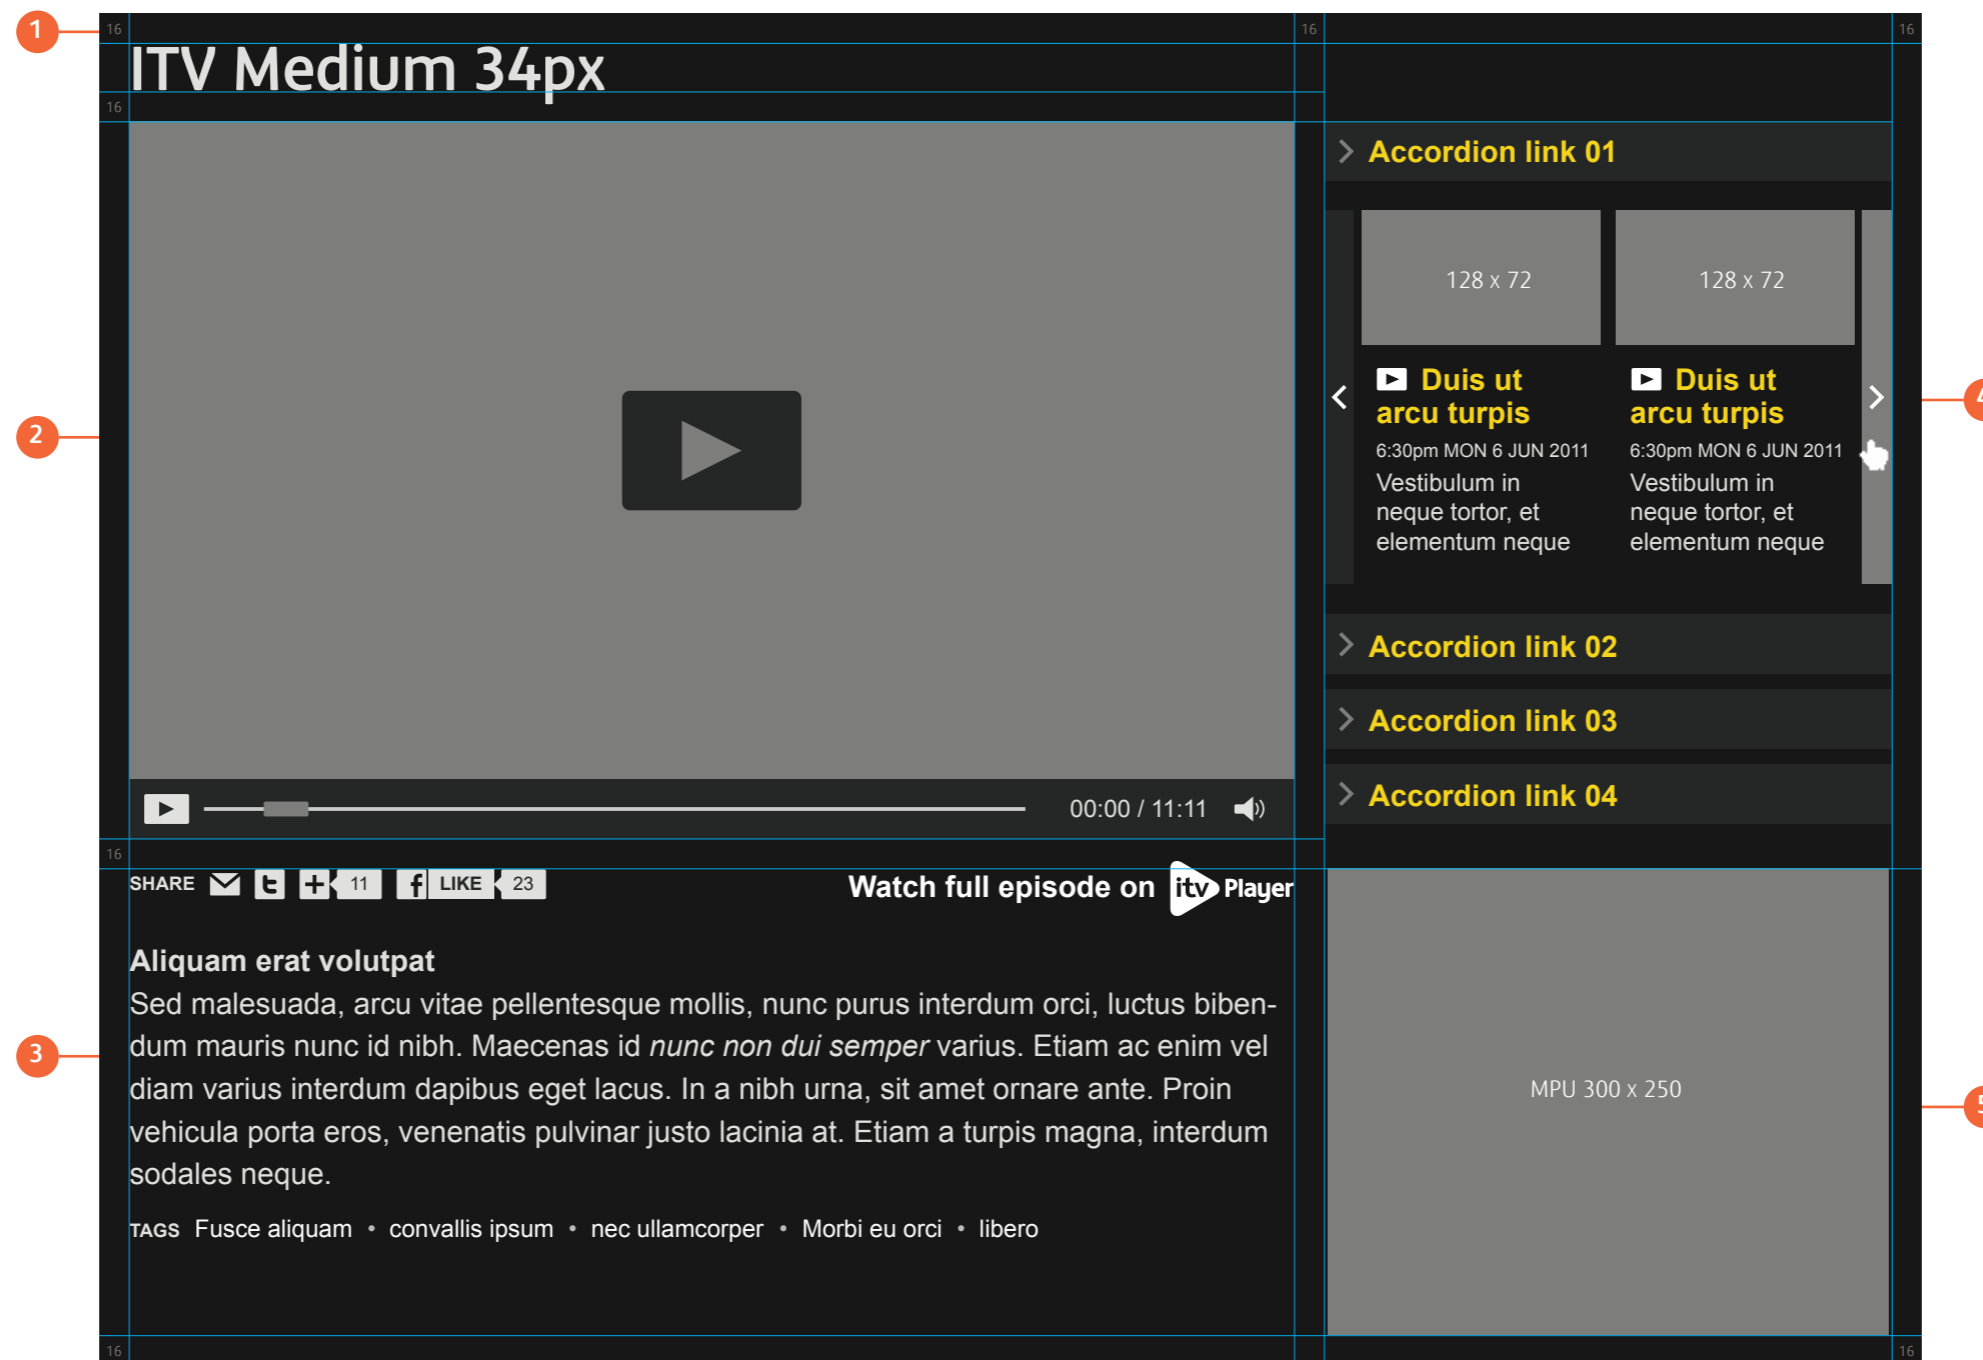 1
16
16
16
ITV Medium 34px
16
Accordion link 01
128 x 72
128 x 72
Duis ut
arcu turpis
6:30pm MON 6 JUN 2011
Vestibulum in
neque tortor, et
elementum neque
Duis ut
arcu turpis
6:30pm MON 6 JUN 2011
Vestibulum in
neque tortor, et
elementum neque
4
2
Accordion link 02
Accordion link 03
Accordion link 04
00:00 / 11:11
16
SHARE t 11 f LIKE 23
Watch full episode on itv Player
Aliquam erat volutpat
Sed malesuada, arcu vitae pellentesque mollis, nunc purus interdum orci, luctus biben-
dum mauris nunc id nibh. Maecenas id nunc non dui semper varius. Etiam ac enim vel
diam varius interdum dapibus eget lacus. In a nibh urna, sit amet ornare ante. Proin
vehicula porta eros, venenatis pulvinar justo lacinia at. Etiam a turpis magna, interdum
sodales neque.
3
TAGS Fusce aliquam • convallis ipsum • nec ullamcorper • Morbi eu orci • libero
MPU 300 x 250
5
16
16